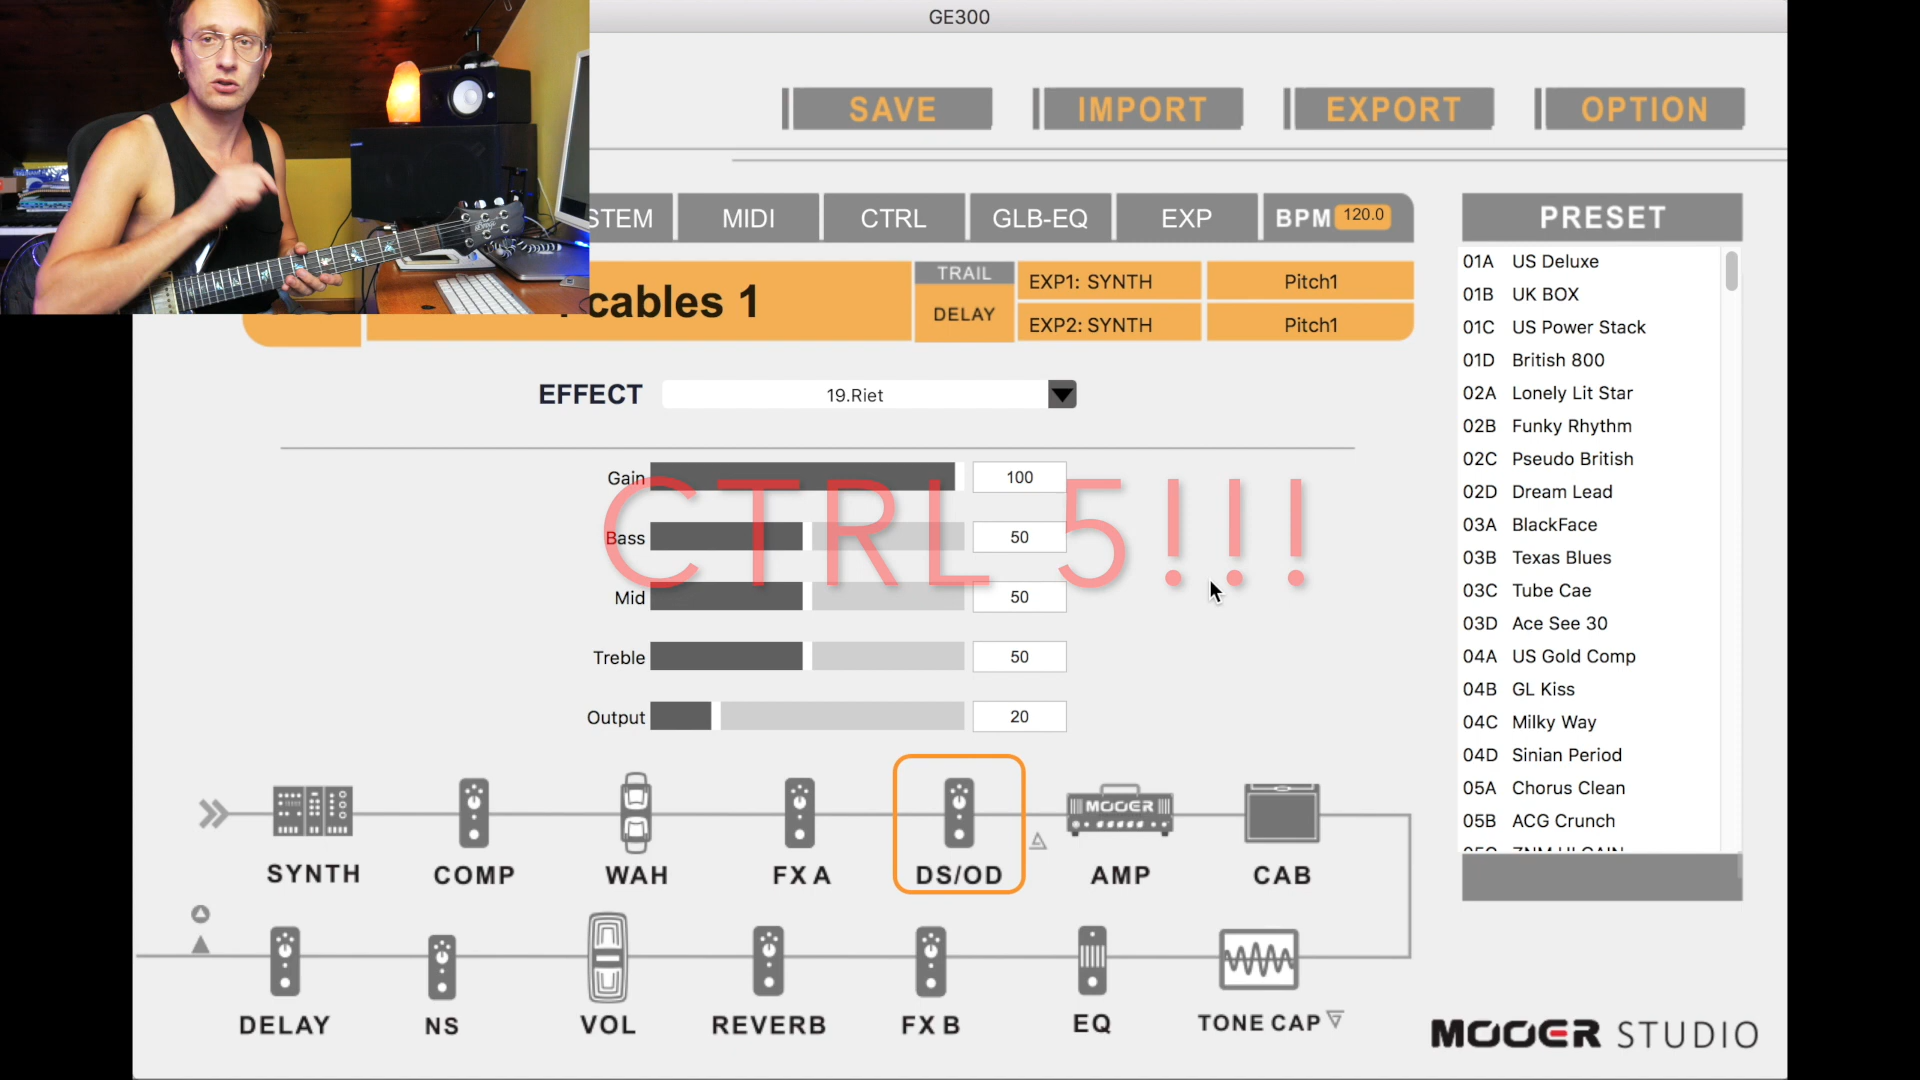 GE300
SAVE
IMPORT
EXPORT
OPTION
STEM
MIDI
CTRL
GLB-EQ
EXP
BPM 120.0
cables 1
TRAIL
DELAY
EXP1: SYNTH
Pitch1
EXP2: SYNTH
Pitch1
EFFECT
19.Riet
Gain
100
Bass
50
Mid
50
Treble
50
Output
20
CTRL 5!!!
SYNTH
COMP
WAH
FX A
DS/OD
MOOER
AMP
CAB
DELAY
NS
VOL
REVERB
FX B
EQ
TONE CAP
PRESET
01A US Deluxe
01B UK BOX
01C US Power Stack
01D British 800
02A Lonely Lit Star
02B Funky Rhythm
02C Pseudo British
02D Dream Lead
03A BlackFace
03B Texas Blues
03C Tube Cae
03D Ace See 30
04A US Gold Comp
04B GL Kiss
04C Milky Way
04D Sinian Period
05A Chorus Clean
05B ACG Crunch
MOOER STUDIO